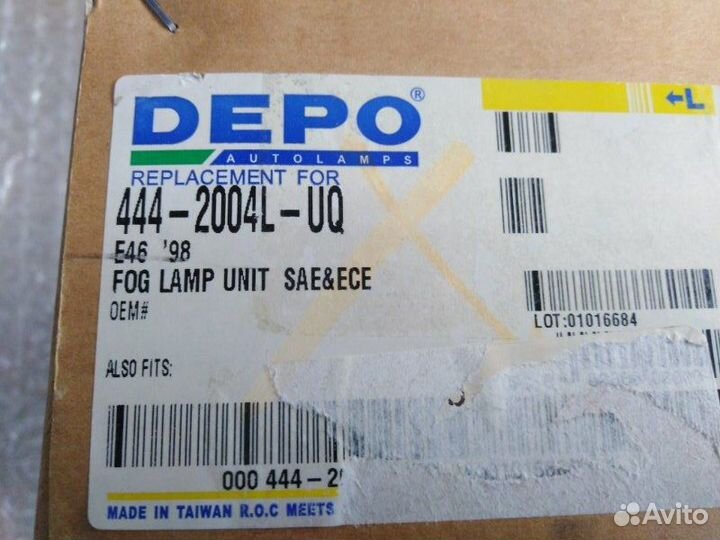 DEPO®
←L
AUTOLAMPS
REPLACEMENT FOR
444-2004L-UQ
E46 '98
FOG LAMP UNIT SAE&ECE
OEM#
LOT:01016684
ALSO FITS:
000 444-2
MADE IN TAIWAN R.O.C MEETS
Avito